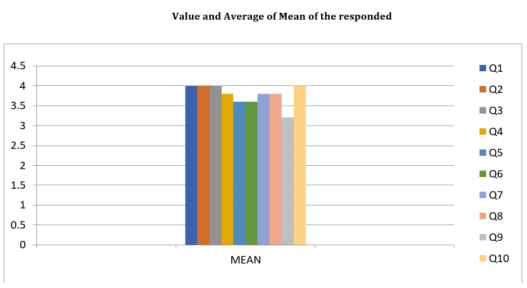 Value and Average of Mean of the responded
4.5
4
3.5
3
2.5
2
1.5
1
0.5
0
MEAN
Q1
Q2
Q3
Q4
Q5
Q6
Q7
Q8
Q9
Q10